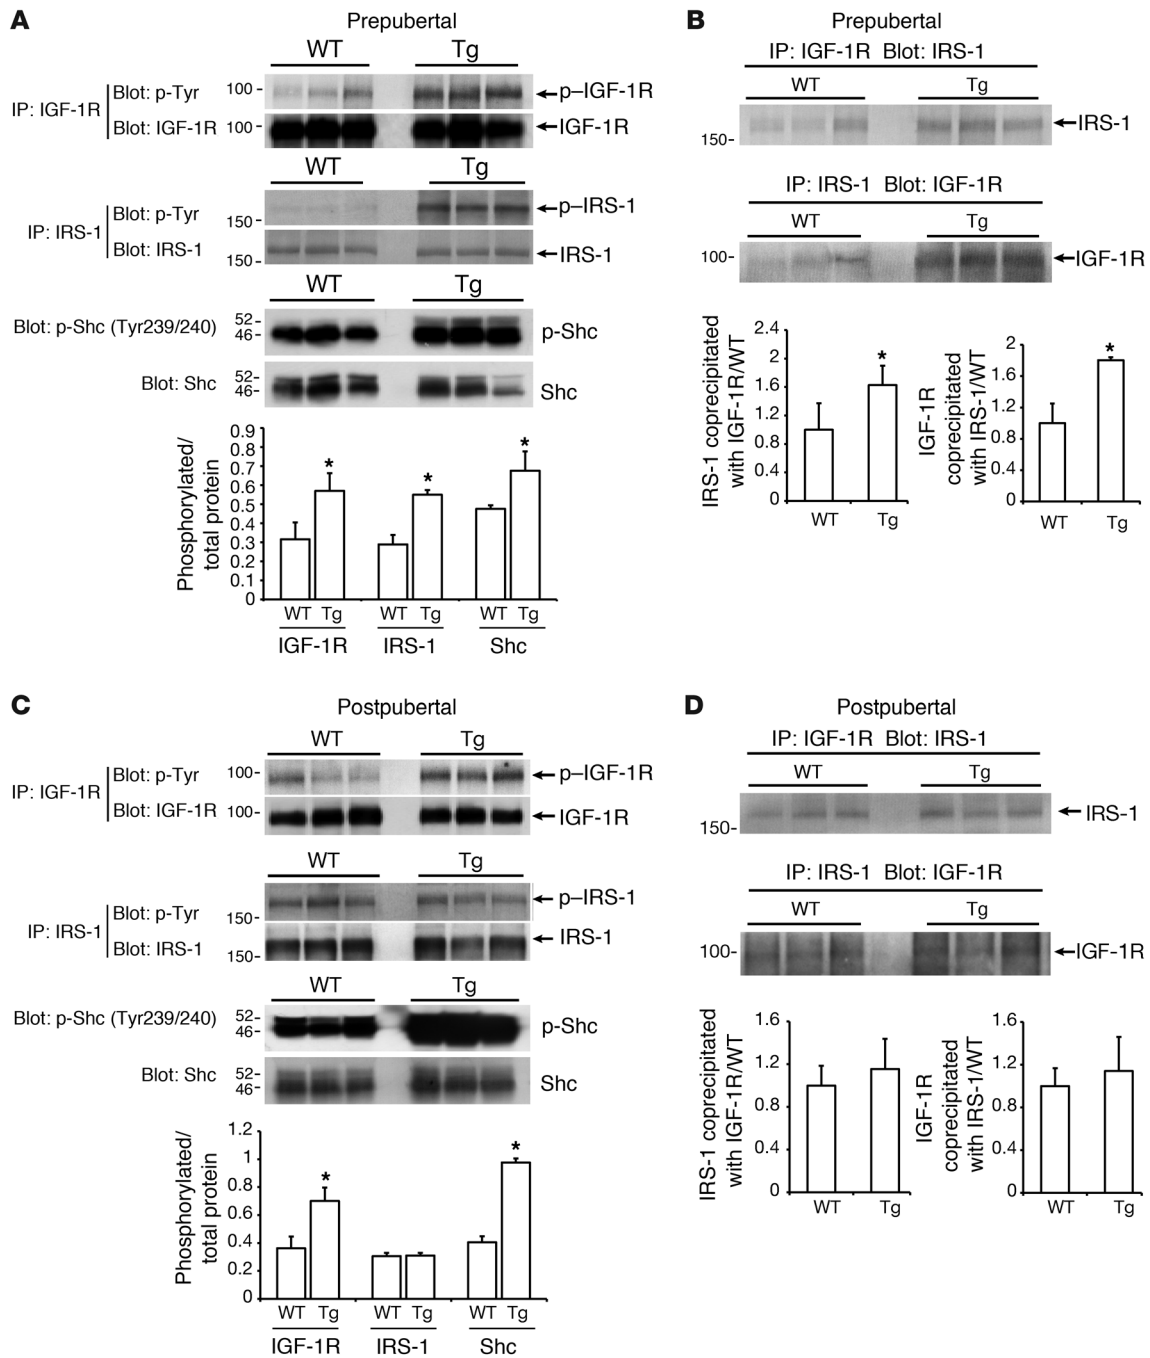 A
Prepubertal
WT Tg
IP: IGF-1R
Blot: p-Tyr 100- p–IGF-1R
Blot: IGF-1R 100- IGF-1R
WT Tg
IP: IRS-1
Blot: p-Tyr 150- p–IRS-1
Blot: IRS-1 150- IRS-1
WT Tg
Blot: p-Shc (Tyr239/240) 52- 46- p-Shc
Blot: Shc 52- 46- Shc
Phosphorylated/
total protein
0.9
0.8
0.7
0.6
0.5
0.4
0.3
0.2
0.1
0
* * *
WT Tg WT Tg WT Tg
IGF-1R IRS-1 Shc
B
Prepubertal
IP: IGF-1R Blot: IRS-1
WT Tg
150- IRS-1
IP: IRS-1 Blot: IGF-1R
WT Tg
100- IGF-1R
IRS-1 coprecipitated
with IGF-1R/WT
2.4
2
1.6
1.2
0.8
0.4
0
*
WT Tg
IGF-1R
coprecipitated
with IRS-1/WT
2
1.6
1.2
0.8
0.4
0
*
WT Tg
C
Postpubertal
WT Tg
IP: IGF-1R
Blot: p-Tyr 100- p–IGF-1R
Blot: IGF-1R 100- IGF-1R
WT Tg
IP: IRS-1
Blot: p-Tyr 150- p–IRS-1
Blot: IRS-1 150- IRS-1
WT Tg
Blot: p-Shc (Tyr239/240) 52- 46- p-Shc
Blot: Shc 52- 46- Shc
Phosphorylated/
total protein
1.2
1
0.8
0.6
0.4
0.2
0
* *
WT Tg WT Tg WT Tg
IGF-1R IRS-1 Shc
D
Postpubertal
IP: IGF-1R Blot: IRS-1
WT Tg
150- IRS-1
IP: IRS-1 Blot: IGF-1R
WT Tg
100- IGF-1R
IRS-1 coprecipitated
with IGF-1R/WT
1.6
1.2
0.8
0.4
0
WT Tg
IGF-1R
coprecipitated
with IRS-1/WT
1.6
1.2
0.8
0.4
0
WT Tg